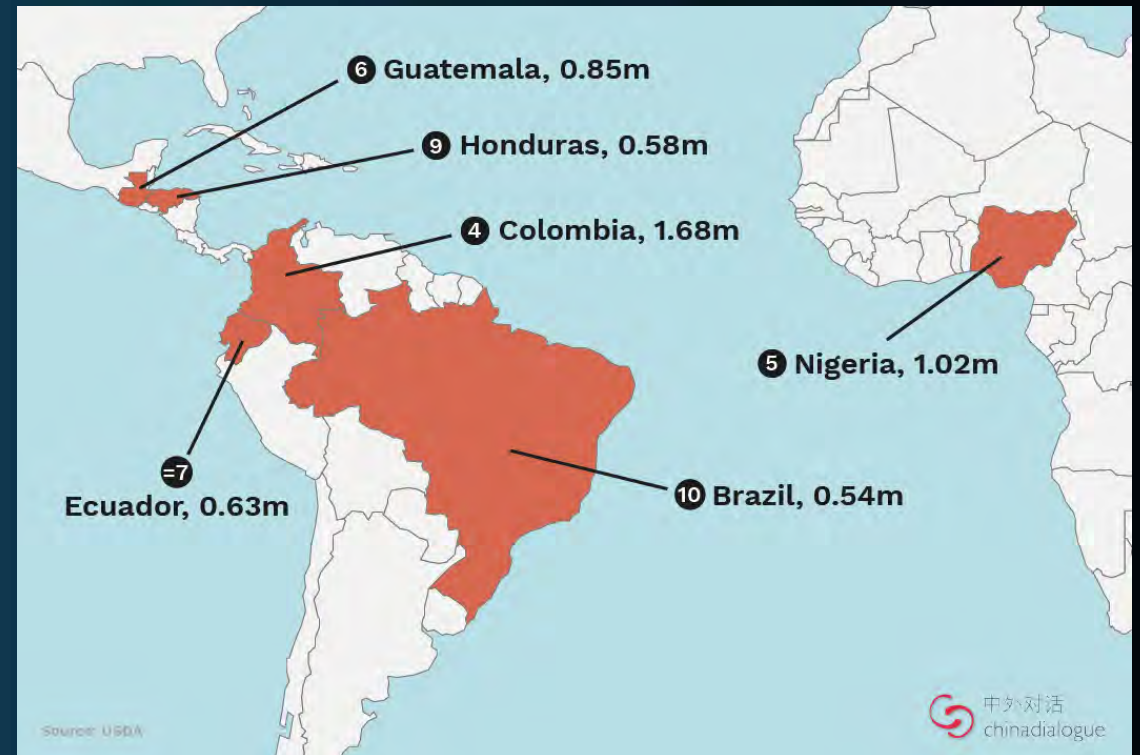 6 Guatemala, 0.85m
9 Honduras, 0.58m
4 Colombia, 1.68m
5 Nigeria, 1.02m
=7
Ecuador, 0.63m
10 Brazil, 0.54m
Source: USDA
中外对话
chinadialogue